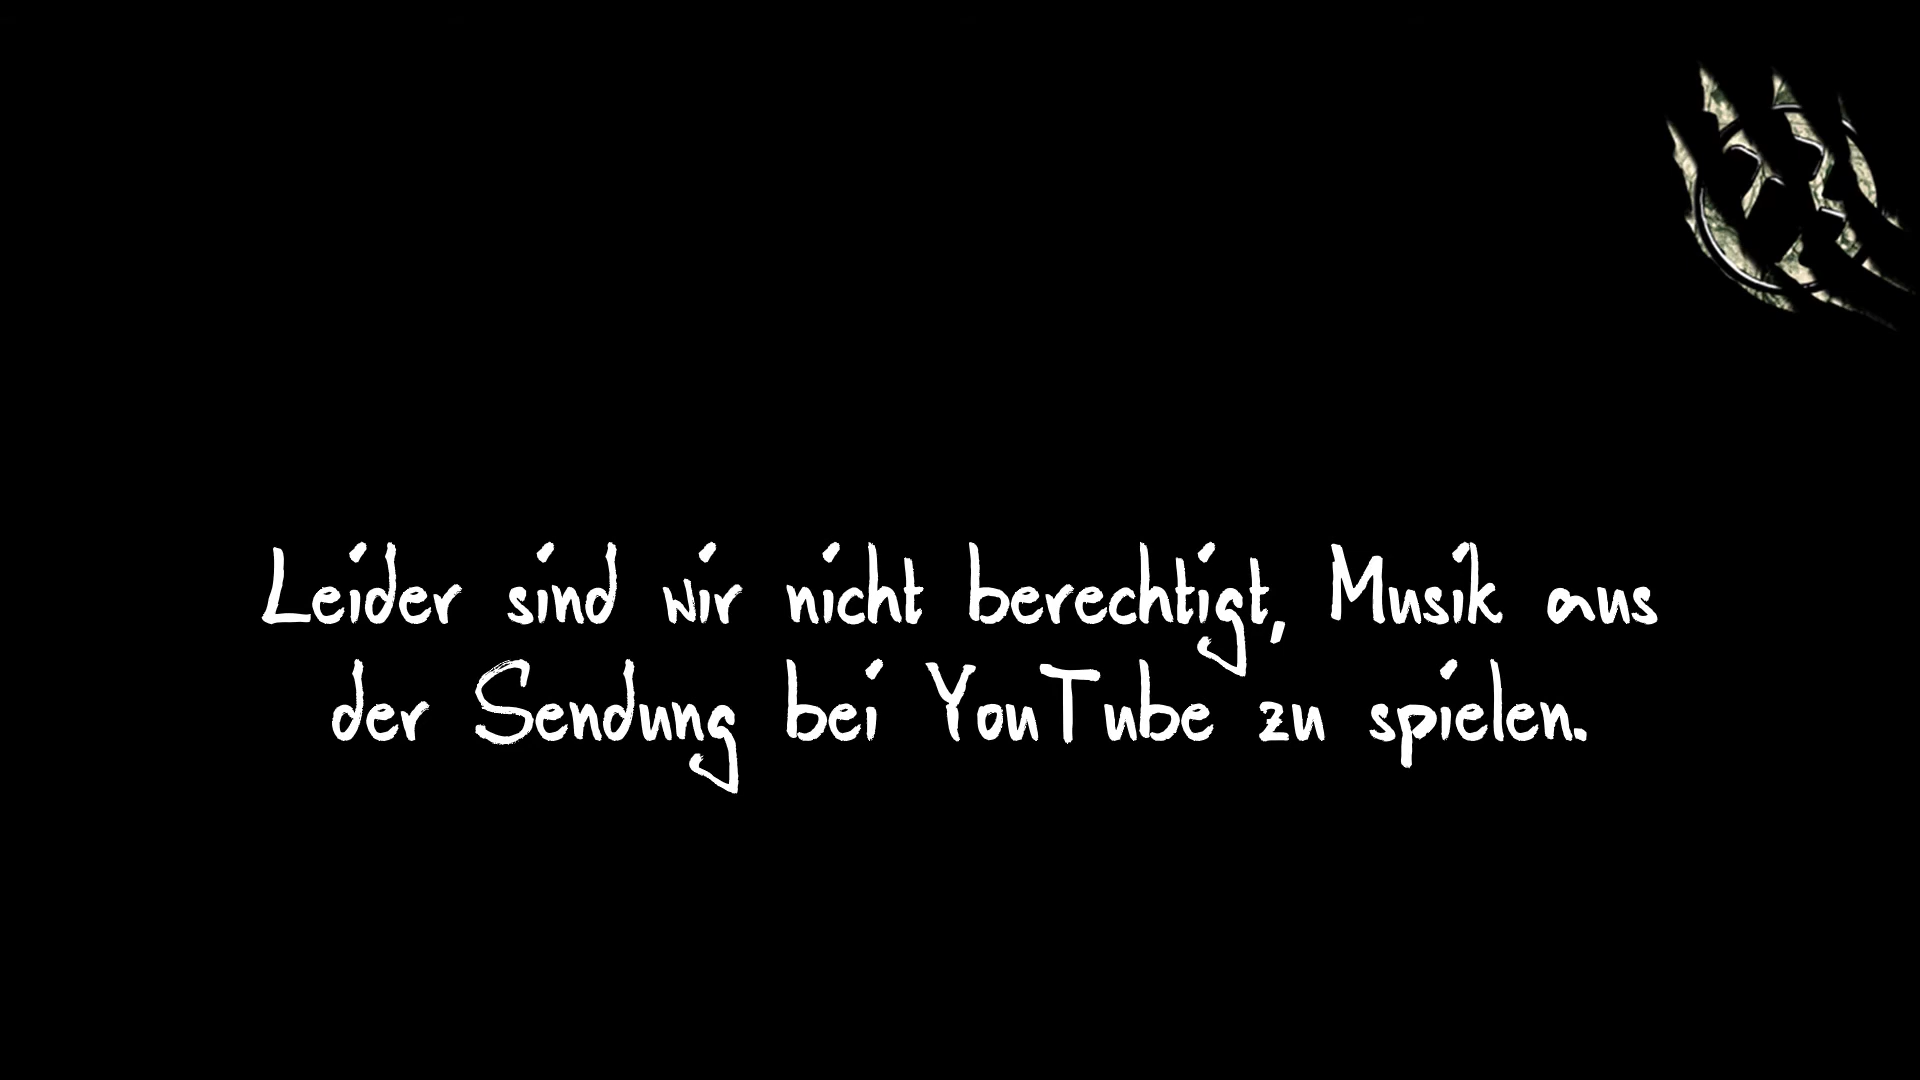 Leider sind wir nicht berechtigt, Musik aus
der Sendung bei YouTube zu spielen.